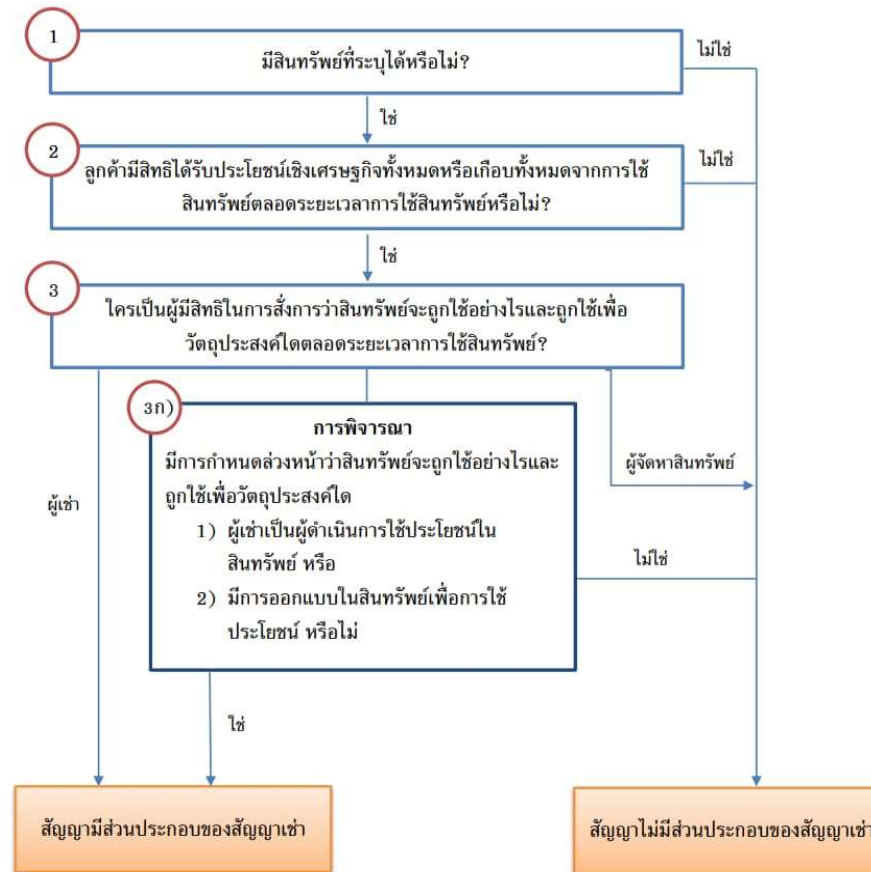 1
มีสินทรัพย์ที่ระบุได้หรือไม่?
ไม่ใช่
ใช่
2
ลูกค้ามีสิทธิได้รับประโยชน์เชิงเศรษฐกิจทั้งหมดหรือเกือบทั้งหมดจากการใช้
สินทรัพย์ตลอดระยะเวลาการใช้สินทรัพย์หรือไม่?
ไม่ใช่
ใช่
3
ใครเป็นผู้มีสิทธิในการสั่งการว่าสินทรัพย์จะถูกใช้อย่างไรและถูกใช้เพื่อ
วัตถุประสงค์ใดตลอดระยะเวลาการใช้สินทรัพย์?
3ก)
การพิจารณา
มีการกำหนดล่วงหน้าว่าสินทรัพย์จะถูกใช้อย่างไรและ
ถูกใช้เพื่อวัตถุประสงค์ใด
1) ผู้เช่าเป็นผู้ดำเนินการใช้ประโยชน์ใน
สินทรัพย์ หรือ
2) มีการออกแบบในสินทรัพย์เพื่อการใช้
ประโยชน์ หรือไม่
ผู้เช่า
ผู้จัดหาสินทรัพย์
ไม่ใช่
ใช่
สัญญามีส่วนประกอบของสัญญาเช่า
สัญญาไม่มีส่วนประกอบของสัญญาเช่า